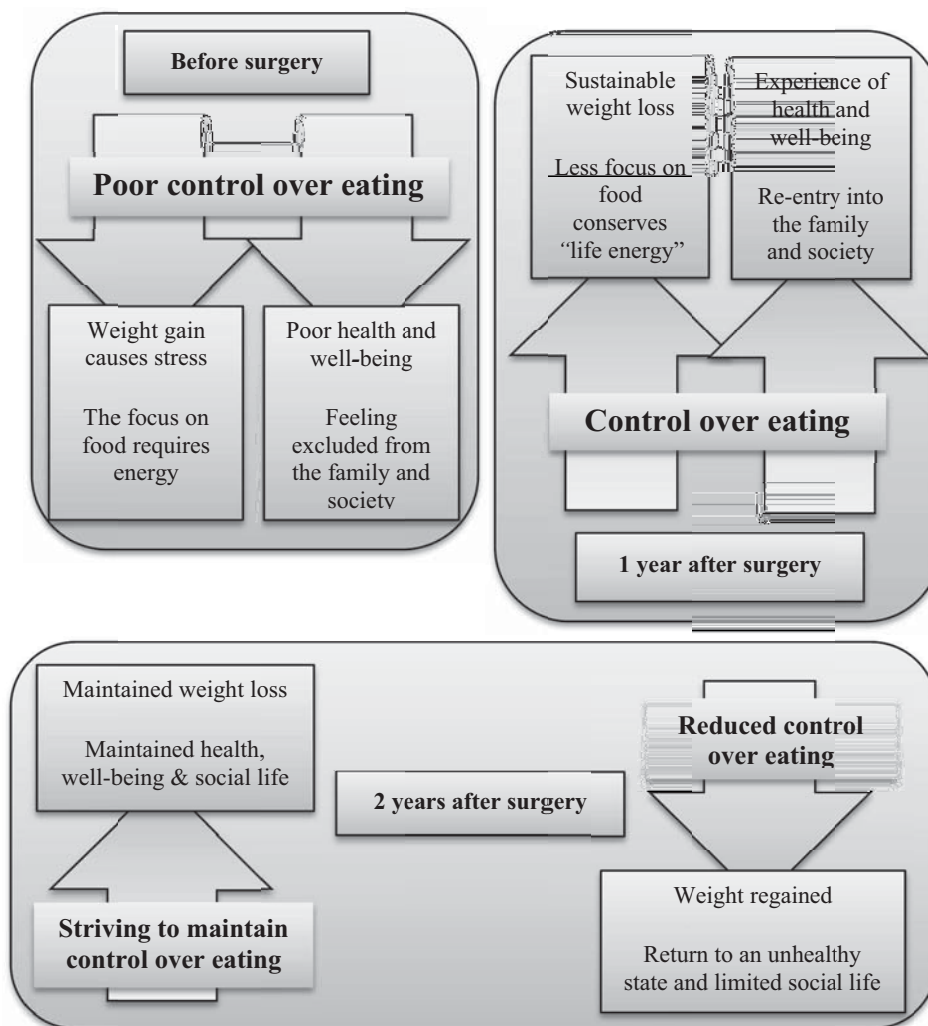 Before surgery
Poor control over eating
Weight gain
causes stress
The focus on
food requires
energy
Poor health and
well-being
Feeling
excluded from
the family and
society
Sustainable
weight loss
Less focus on
food
conserves
“life energy”
Experience of
health and
well-being
Re-entry into
the family
and society
Control over eating
1 year after surgery
Maintained weight loss
Maintained health,
well-being & social life
Striving to maintain
control over eating
2 years after surgery
Reduced control
over eating
Weight regained
Return to an unhealthy
state and limited social life